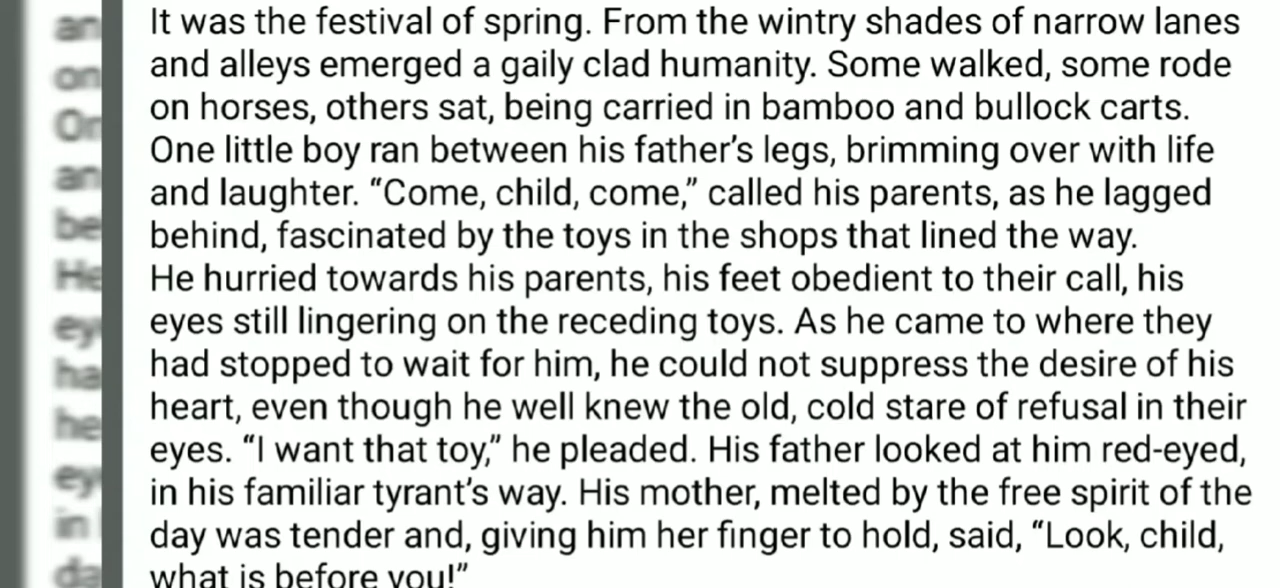 It was the festival of spring. From the wintry shades of narrow lanes
and alleys emerged a gaily clad humanity. Some walked, some rode
on horses, others sat, being carried in bamboo and bullock carts.
One little boy ran between his father’s legs, brimming over with life
and laughter. “Come, child, come,” called his parents, as he lagged
behind, fascinated by the toys in the shops that lined the way.
He hurried towards his parents, his feet obedient to their call, his
eyes still lingering on the receding toys. As he came to where they
had stopped to wait for him, he could not suppress the desire of his
heart, even though he well knew the old, cold stare of refusal in their
eyes. “I want that toy,” he pleaded. His father looked at him red-eyed,
in his familiar tyrant’s way. His mother, melted by the free spirit of the
day was tender and, giving him her finger to hold, said, “Look, child,
what is before you!”